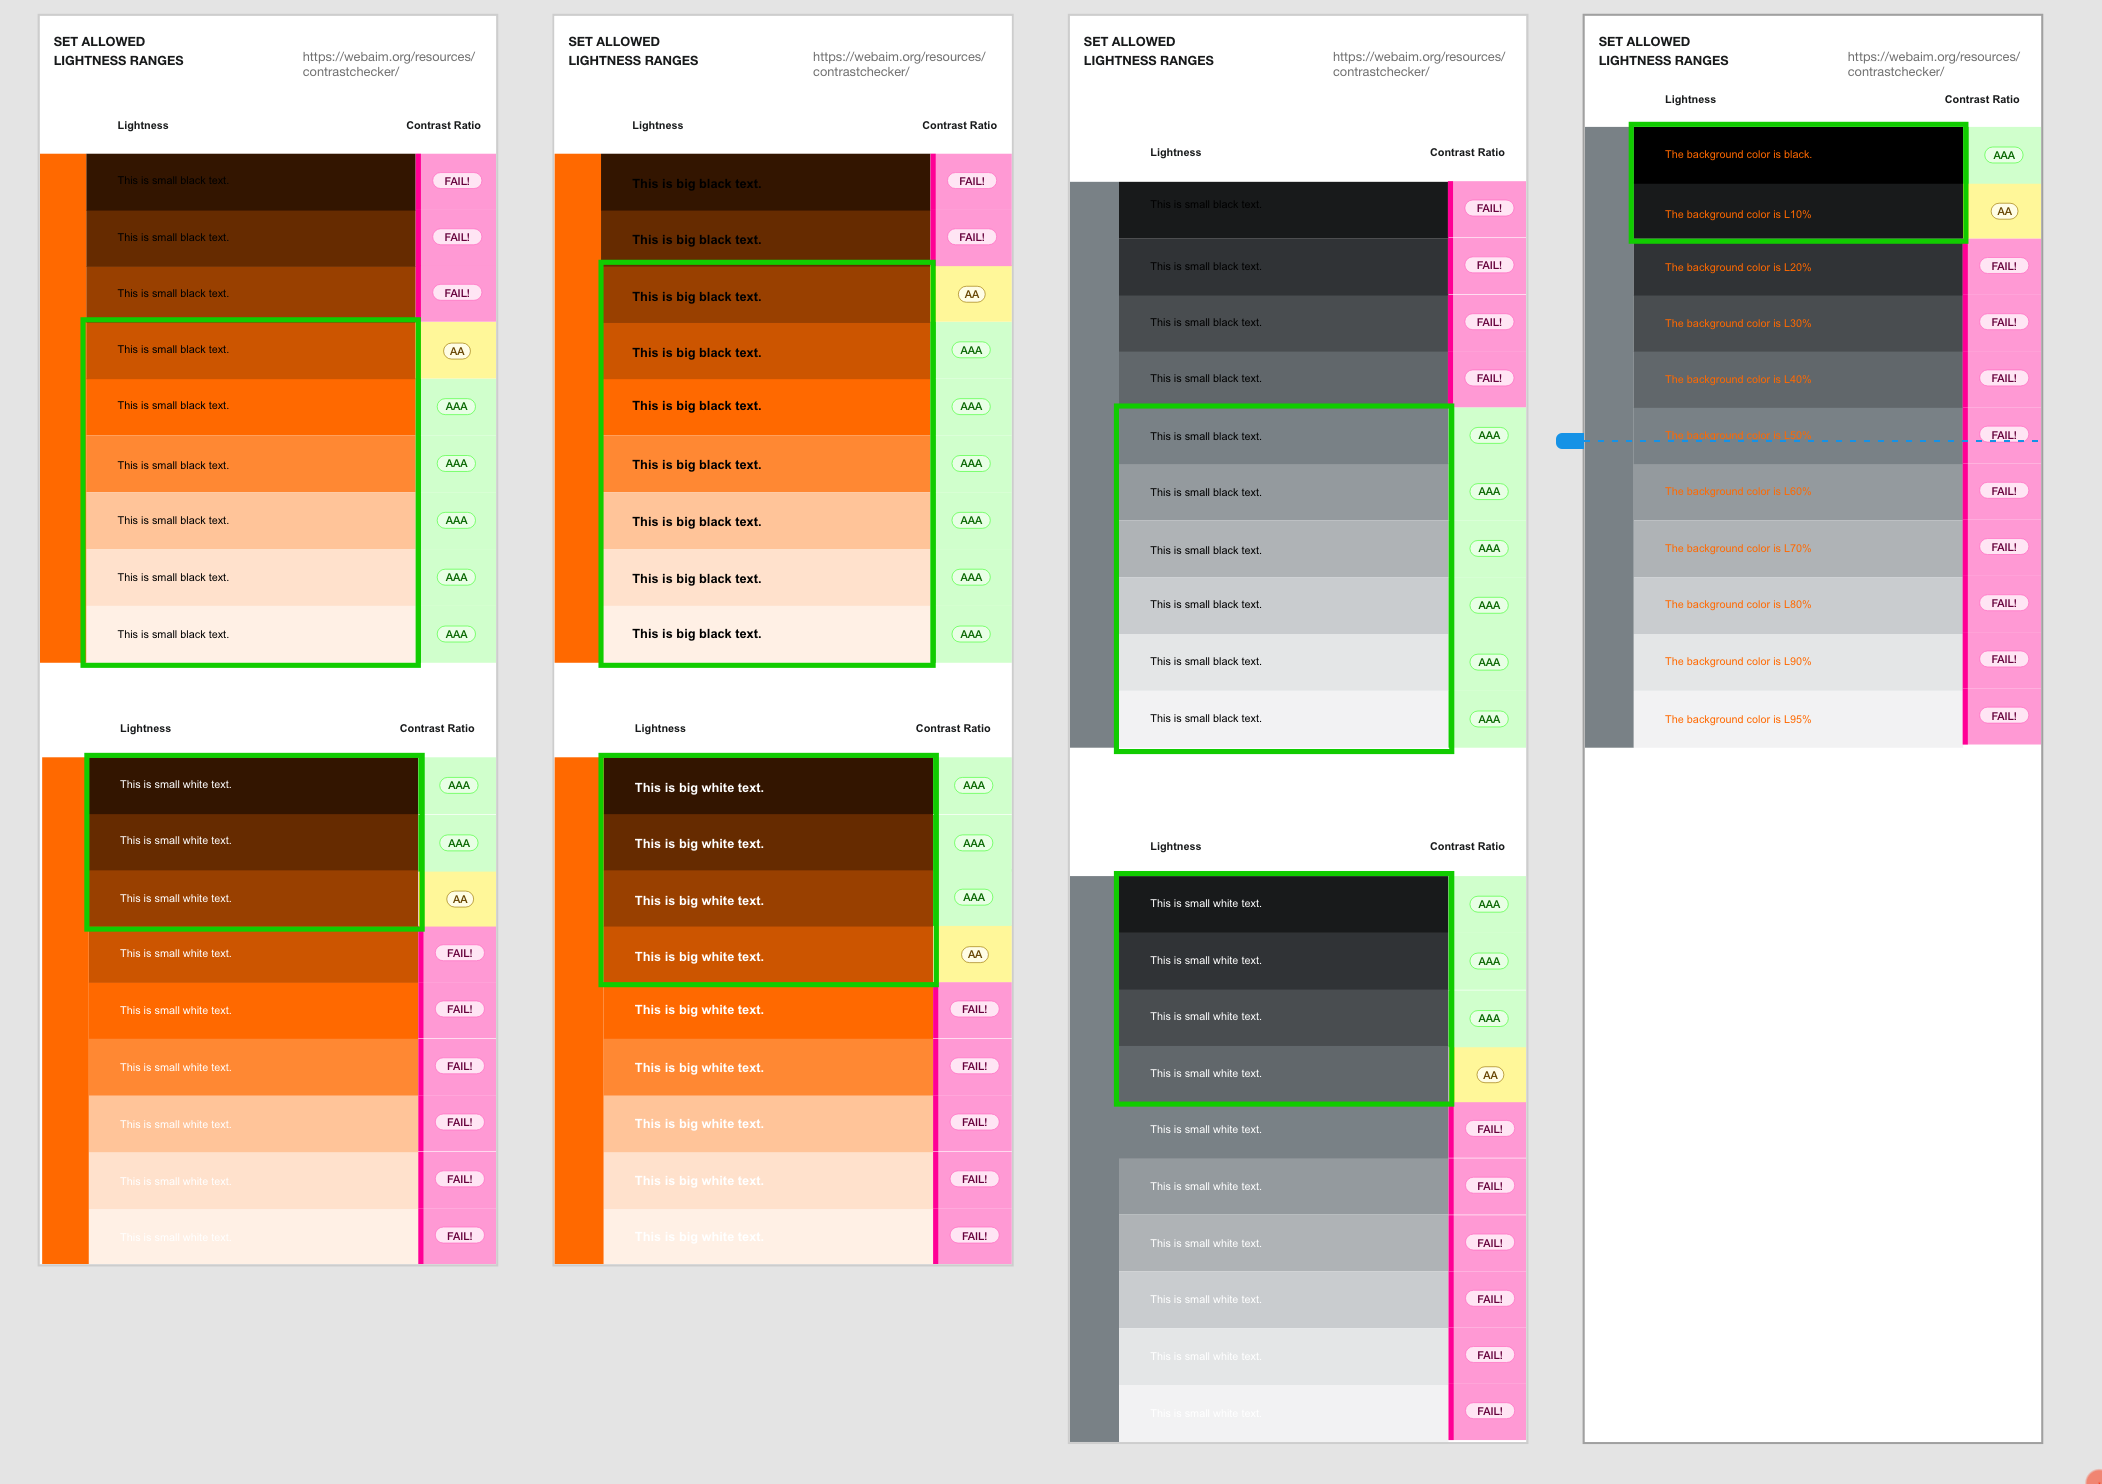 SET ALLOWED
LIGHTNESS RANGES
https://webaim.org/resources/
contrastchecker/
Lightness Contrast Ratio
This is small black text. FAIL!
This is small black text. FAIL!
This is small black text. FAIL!
This is small black text. AA
This is small black text. AAA
This is small black text. AAA
This is small black text. AAA
This is small black text. AAA
This is small black text. AAA
Lightness Contrast Ratio
This is small white text. AAA
This is small white text. AAA
This is small white text. AA
This is small white text. FAIL!
This is small white text. FAIL!
This is small white text. FAIL!
This is small white text. FAIL!
This is small white text. FAIL!
This is small white text. FAIL!
SET ALLOWED
LIGHTNESS RANGES
https://webaim.org/resources/
contrastchecker/
Lightness Contrast Ratio
This is big black text. FAIL!
This is big black text. FAIL!
This is big black text. AA
This is big black text. AAA
This is big black text. AAA
This is big black text. AAA
This is big black text. AAA
This is big black text. AAA
This is big black text. AAA
Lightness Contrast Ratio
This is big white text. AAA
This is big white text. AAA
This is big white text. AAA
This is big white text. AA
This is big white text. FAIL!
This is big white text. FAIL!
This is big white text. FAIL!
This is big white text. FAIL!
This is big white text. FAIL!
SET ALLOWED
LIGHTNESS RANGES
https://webaim.org/resources/
contrastchecker/
Lightness Contrast Ratio
This is small black text. FAIL!
This is small black text. FAIL!
This is small black text. FAIL!
This is small black text. FAIL!
This is small black text. AAA
This is small black text. AAA
This is small black text. AAA
This is small black text. AAA
This is small black text. AAA
This is small black text. AAA
Lightness Contrast Ratio
This is small white text. AAA
This is small white text. AAA
This is small white text. AAA
This is small white text. AA
This is small white text. FAIL!
This is small white text. FAIL!
This is small white text. FAIL!
This is small white text. FAIL!
This is small white text. FAIL!
This is small white text. FAIL!
SET ALLOWED
LIGHTNESS RANGES
https://webaim.org/resources/
contrastchecker/
Lightness Contrast Ratio
The background color is black. AAA
The background color is L10% AA
The background color is L20% FAIL!
The background color is L30% FAIL!
The background color is L40% FAIL!
The background color is L50% FAIL!
The background color is FAIL!
The background color is L70% FAIL!
The background color is L80% FAIL!
The background color is L90% FAIL!
The background color is L95% FAIL!